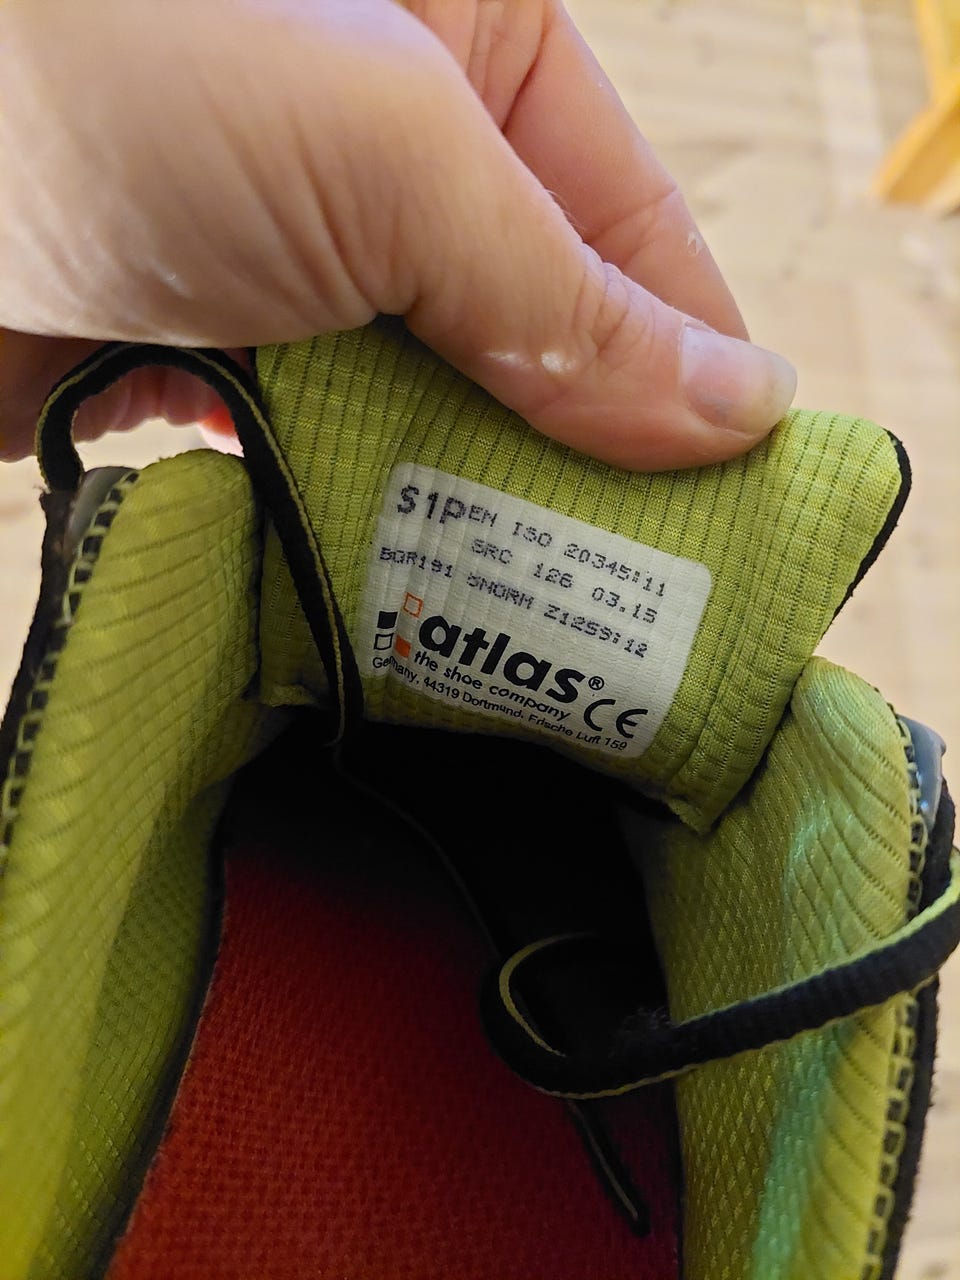 S1P EN ISO 20345:11
SRC 126 03.15
BGR191 ÖNORM Z1259:12
atlas®
the shoe company CE
Germany, 44319 Dortmund, Frische Luft 159